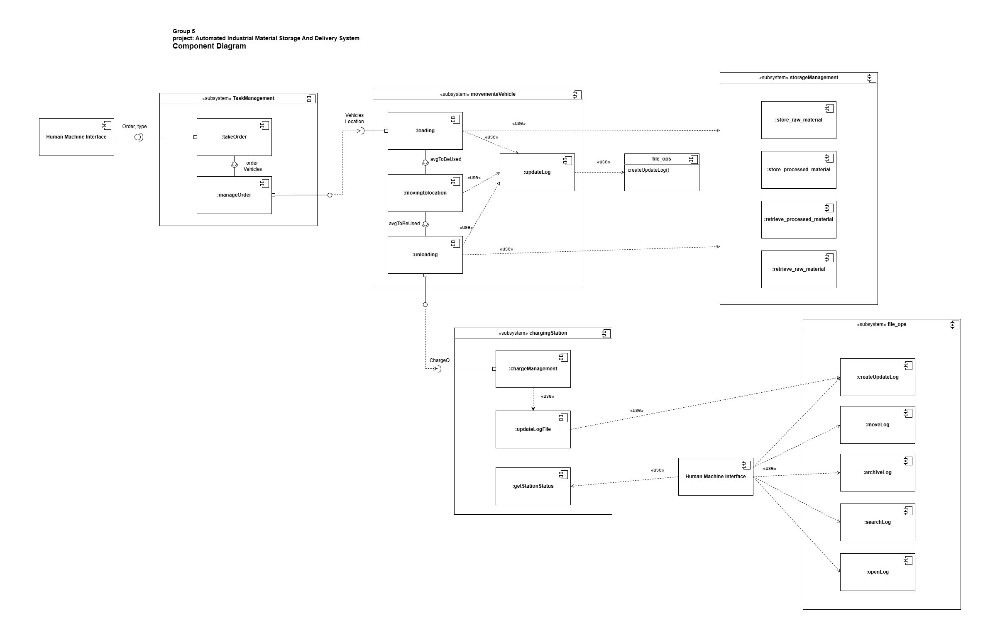 Group 5
project: Automated Industrial Material Storage And Delivery System
Component Diagram
Human Machine Interface
Order, type
«subsystem» TaskManagement
:takeOrder
order
Vehicles
:manageOrder
Vehicles
Location
«subsystem» movementeVehicle
:loading
avgToBeUsed
:movingtolocation
avgToBeUsed
:unloading
«use»
«use»
«use»
«use»
«use»
:updateLog
«use»
file_ops
createUpdateLog()
«subsystem» storageManagement
:store_raw_material
:store_processed_material
:retrieve_processed_material
:retrieve_raw_material
ChargeQ
«subsystem» chargingStation
:chargeManagement
«use»
:updateLogFile
:getStationStatus
«use»
«use»
Human Machine Interface
«use»
«subsystem» file_ops
:createUpdateLog
:moveLog
:archiveLog
:searchLog
:openLog